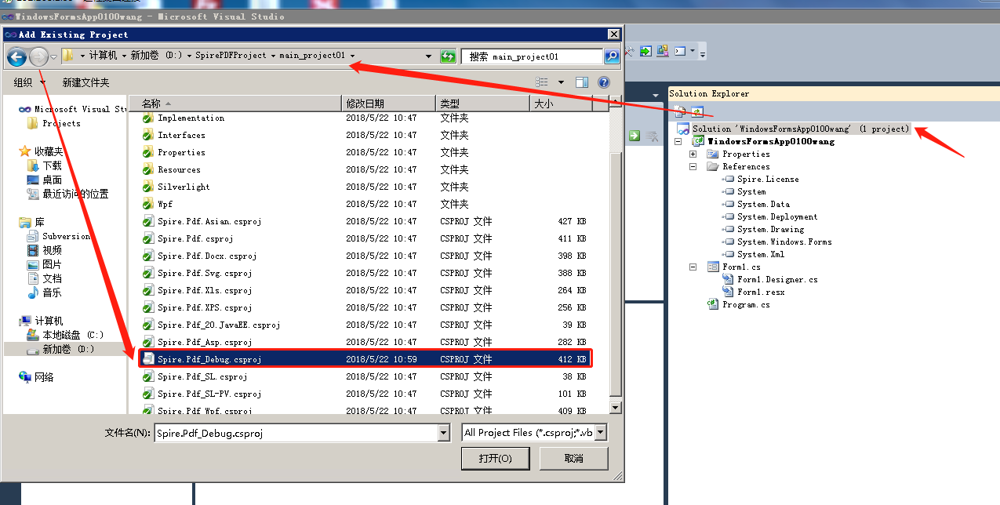 WindowsFormsApp0100wang - Microsoft Visual Studio
Add Existing Project
计算机 新加卷 (D:) SpirePDFProject main_project01
搜索 main_project01
组织 新建文件夹
Microsoft Visual Stu
Projects
收藏夹
下载
桌面
最近访问的位置
库
Subversion
视频
图片
文档
音乐
计算机
本地磁盘 (C:)
新加卷 (D:)
网络
名称 修改日期 类型 大小
Implementation 2018/5/22 10:47 文件夹
Interfaces 2018/5/22 10:47 文件夹
Properties 2018/5/22 10:47 文件夹
Resources 2018/5/22 10:47 文件夹
Silverlight 2018/5/22 10:47 文件夹
Wpf 2018/5/22 10:47 文件夹
Spire.Pdf.Asian.csproj 2018/5/22 10:47 CSPROJ 文件 427 KB
Spire.Pdf.csproj 2018/5/22 10:47 CSPROJ 文件 411 KB
Spire.Pdf.Docx.csproj 2018/5/22 10:47 CSPROJ 文件 398 KB
Spire.Pdf.Svg.csproj 2018/5/22 10:47 CSPROJ 文件 388 KB
Spire.Pdf.Xls.csproj 2018/5/22 10:47 CSPROJ 文件 264 KB
Spire.Pdf.XPS.csproj 2018/5/22 10:47 CSPROJ 文件 256 KB
Spire.Pdf_20.JavaEE.csproj 2018/5/22 10:47 CSPROJ 文件 39 KB
Spire.Pdf_Asp.csproj 2018/5/22 10:47 CSPROJ 文件 282 KB
Spire.Pdf_Debug.csproj 2018/5/22 10:59 CSPROJ 文件 412 KB
Spire.Pdf_SL.csproj 2018/5/22 10:47 CSPROJ 文件 38 KB
Spire.Pdf_SL-PV.csproj 2018/5/22 10:47 CSPROJ 文件 101 KB
Spire.Pdf_Wpf.csproj 2018/5/22 10:47 CSPROJ 文件 409 KB
文件名(N): Spire.Pdf_Debug.csproj All Project Files (*.csproj;*.vb
打开(O) 取消
Solution Explorer
Solution 'WindowsFormsApp0100wang' (1 project)
WindowsFormsApp0100wang
Properties
References
Spire.License
System
System.Data
System.Deployment
System.Drawing
System.Windows.Forms
System.Xml
Form1.cs
Form1.Designer.cs
Form1.resx
Program.cs